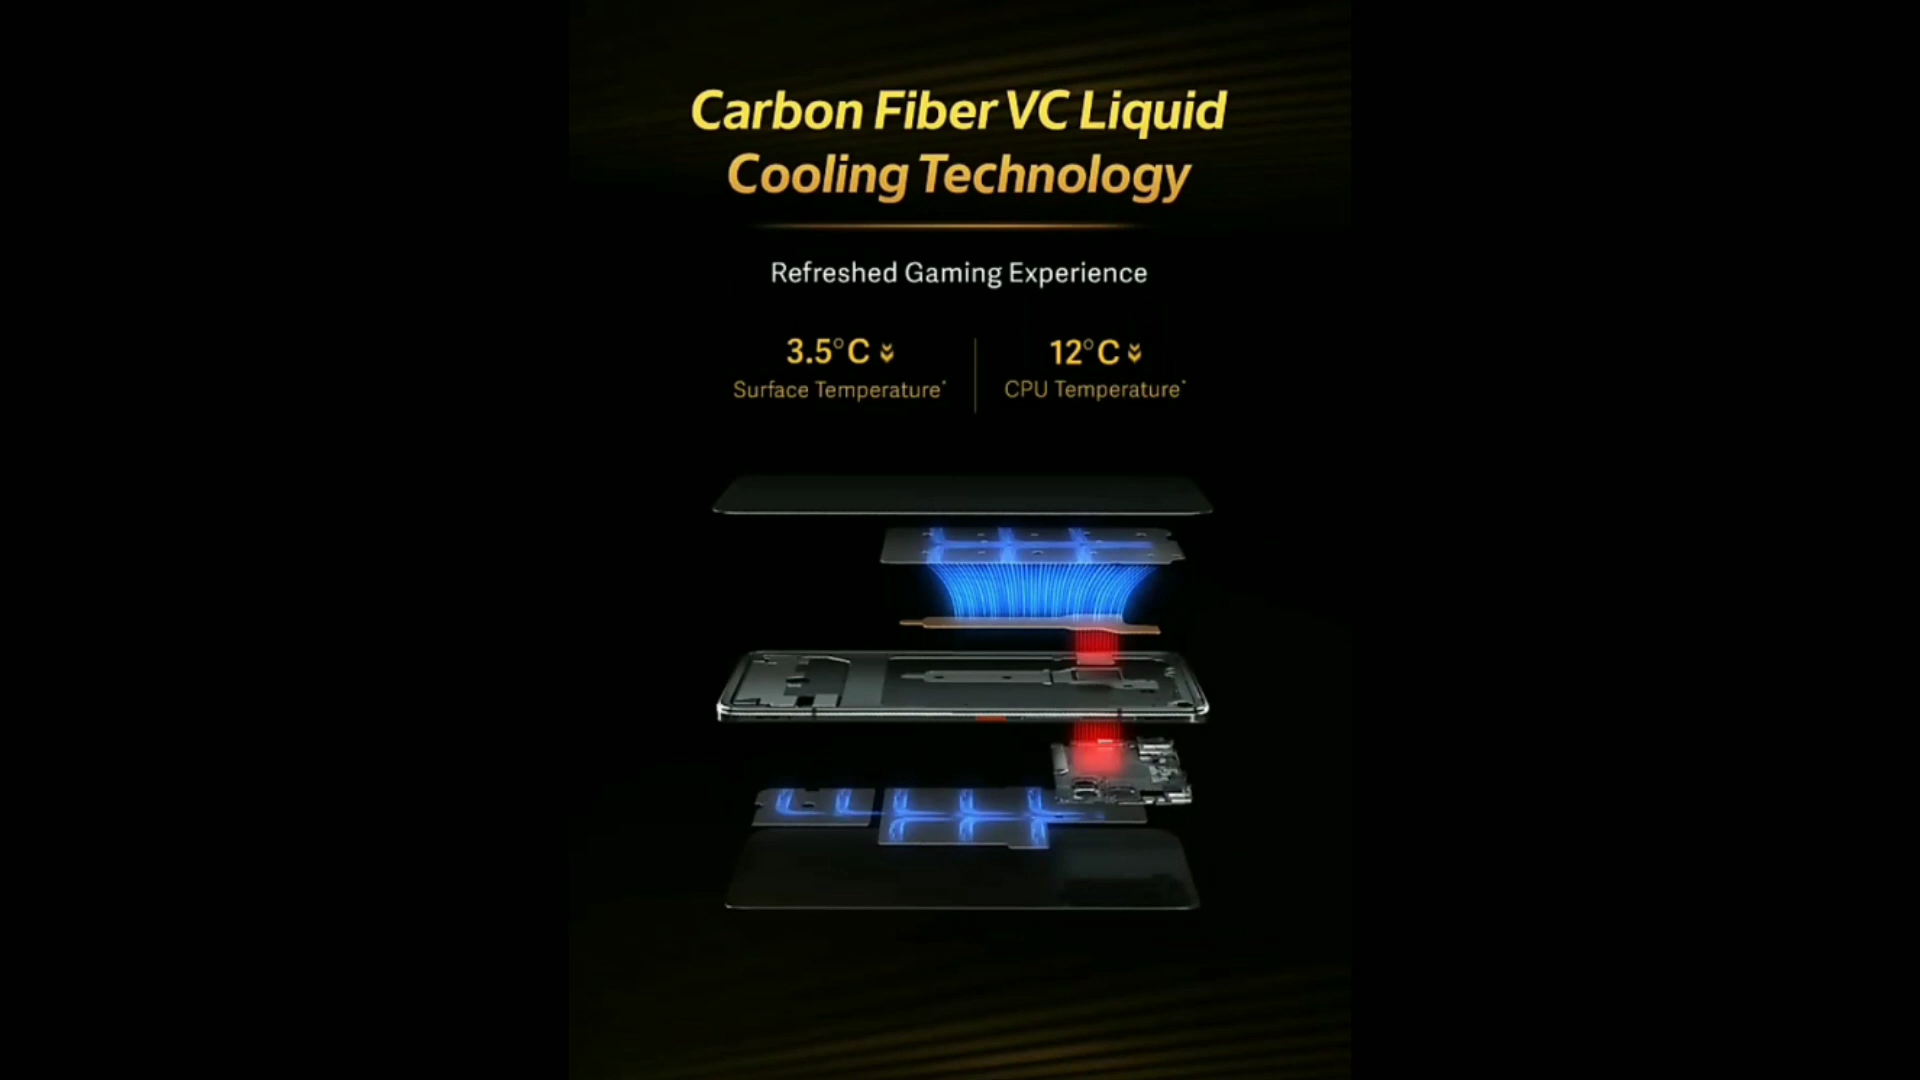 Carbon Fiber VC Liquid
Cooling Technology
Refreshed Gaming Experience
3.5°C
Surface Temperature*
12°C
CPU Temperature*